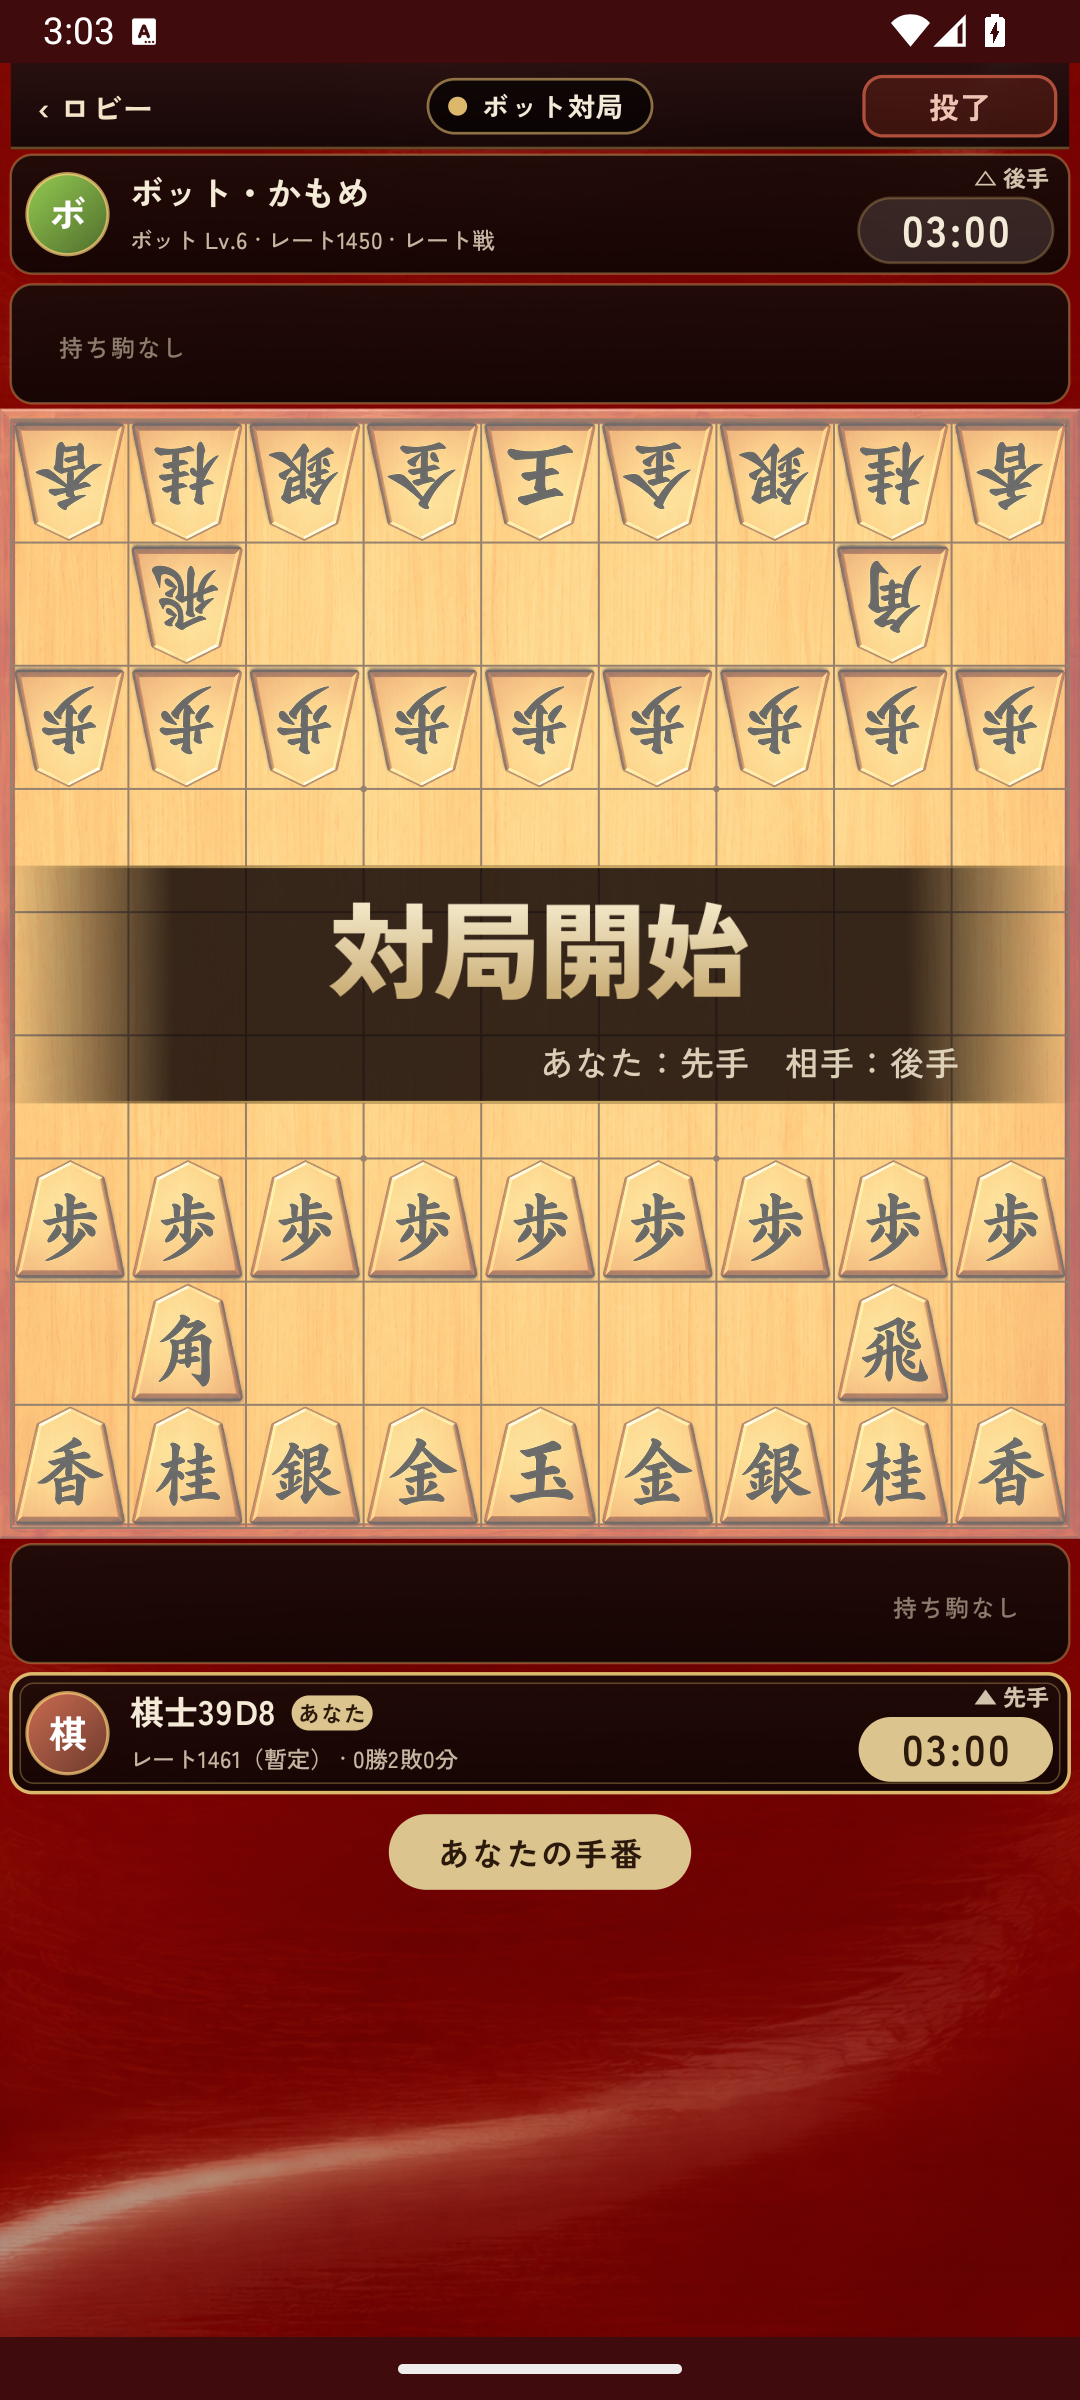 3:03
‹ ロビー
ボット対局
投了
ボ
ボット・かもめ
ボット Lv.6 · レート1450 · レート戦
△ 後手
03:00
持ち駒なし
香 桂 銀 金 王 金 銀 桂 香
飛 角
歩 歩 歩 歩 歩 歩 歩 歩 歩
対局開始
あなた：先手　相手：後手
歩 歩 歩 歩 歩 歩 歩 歩 歩
角 飛
香 桂 銀 金 玉 金 銀 桂 香
持ち駒なし
棋
棋士39D8 あなた
レート1461（暫定） · 0勝2敗0分
▲ 先手
03:00
あなたの手番